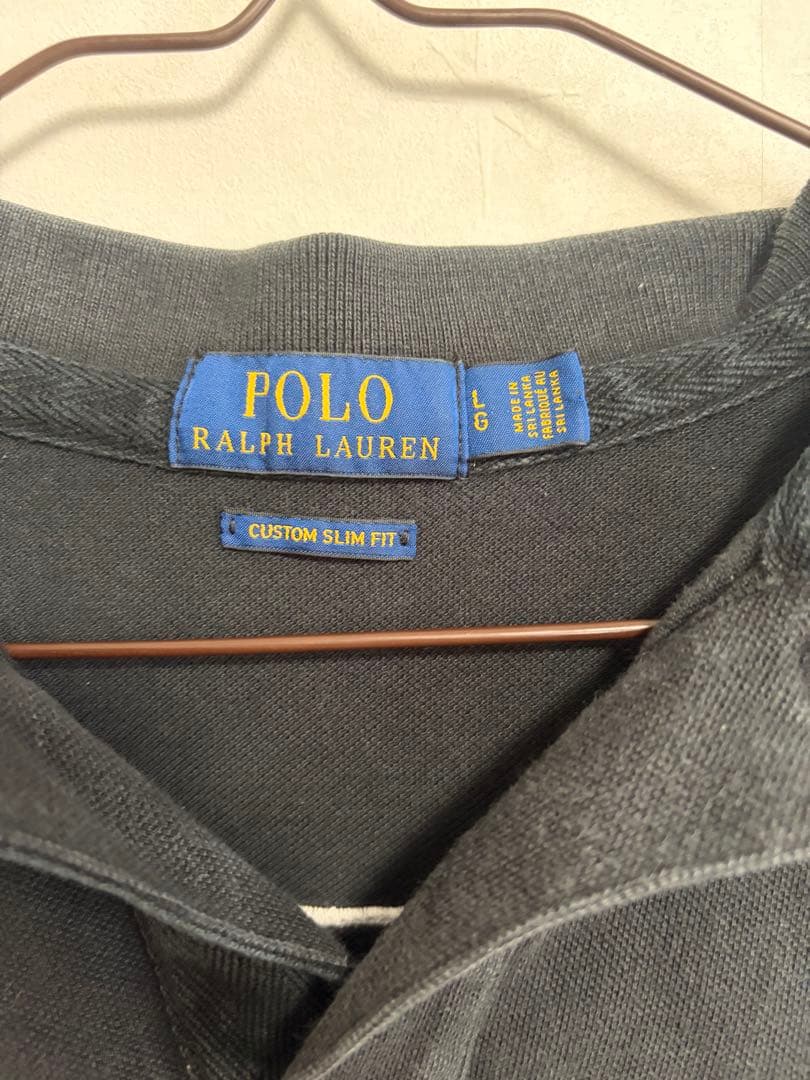 POLO
RALPH LAUREN
L
G
MADE IN
SRI LANKA
FABRIQUÉ AU
SRI LANKA
CUSTOM SLIM FIT